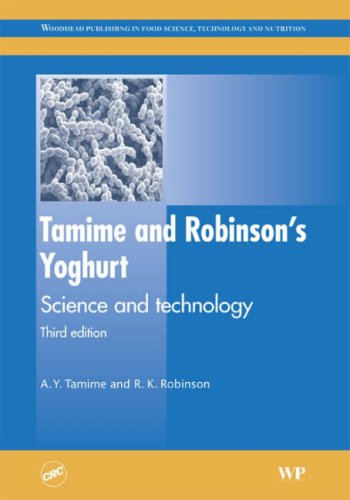 WOODHEAD PUBLISHING IN FOOD SCIENCE, TECHNOLOGY AND NUTRITION
Tamime and Robinson's
Yoghurt
Science and technology
Third edition
A. Y. Tamime and R. K. Robinson
CRC
WP